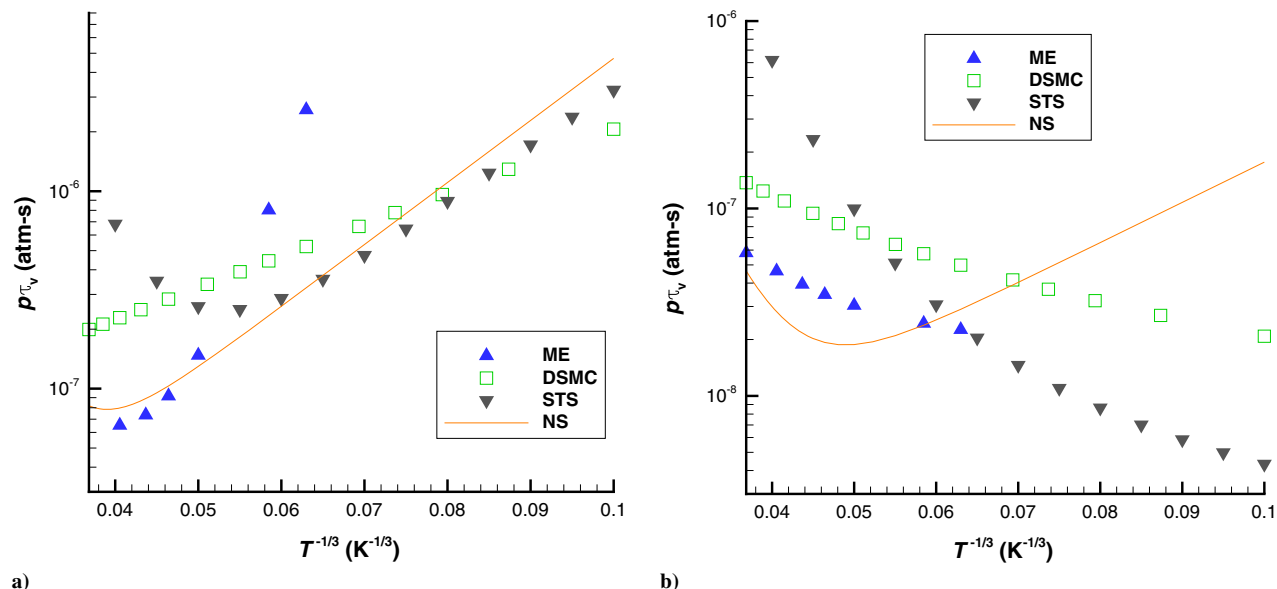 10^-6
10^-7
pτ_v (atm-s)
ME
DSMC
STS
NS
0.04 0.05 0.06 0.07 0.08 0.09 0.1
T^-1/3 (K^-1/3)
a)
10^-6
10^-7
10^-8
pτ_v (atm-s)
ME
DSMC
STS
NS
0.04 0.05 0.06 0.07 0.08 0.09 0.1
T^-1/3 (K^-1/3)
b)